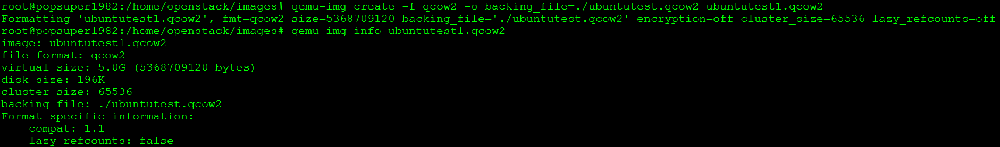 root@popsuper1982:/home/openstack/images# qemu-img create -f qcow2 -o backing_file=./ubuntutest.qcow2 ubuntutest1.qcow2
Formatting 'ubuntutest1.qcow2', fmt=qcow2 size=5368709120 backing_file='./ubuntutest.qcow2' encryption=off cluster_size=65536 lazy_refcounts=off
root@popsuper1982:/home/openstack/images# qemu-img info ubuntutest1.qcow2
image: ubuntutest1.qcow2
file format: qcow2
virtual size: 5.0G (5368709120 bytes)
disk size: 196K
cluster_size: 65536
backing_file: ./ubuntutest.qcow2
Format specific information:
    compat: 1.1
    lazy refcounts: false